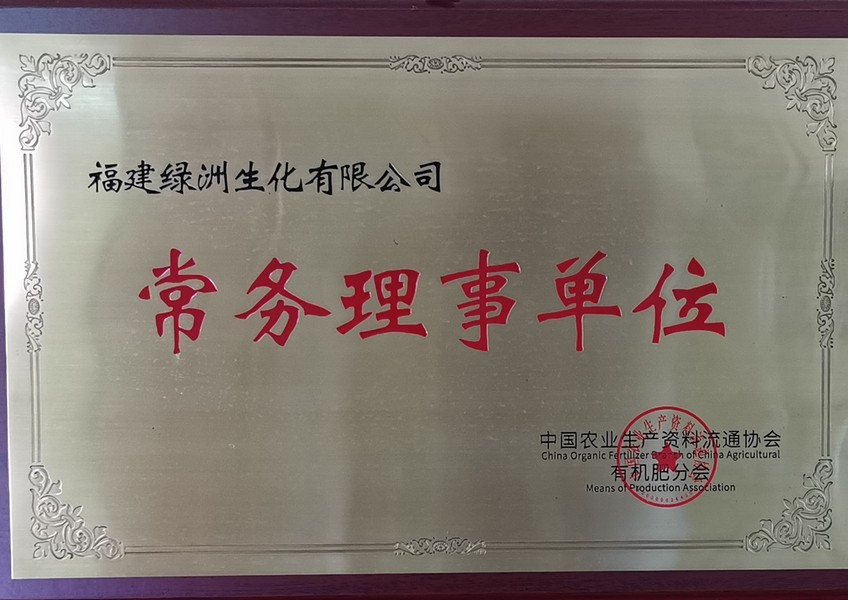 福建绿洲生化有限公司
常务理事单位
中国农业生产资料流通协会
China Organic Fertilizer Branch of China Agricultural
有机肥分会
Means of Production Association